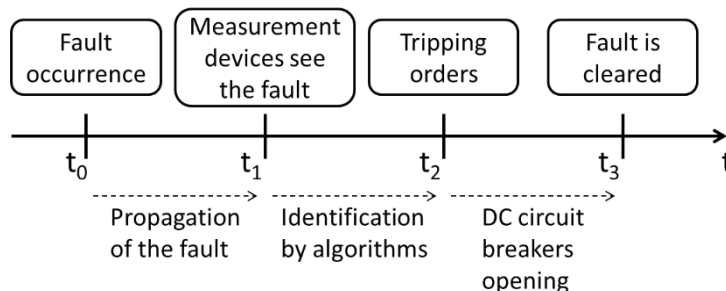 Fault
occurrence
Measurement
devices see
the fault
Tripping
orders
Fault is
cleared
t0
t1
t2
t3
t
Propagation
of the fault
Identification
by algorithms
DC circuit
breakers
opening